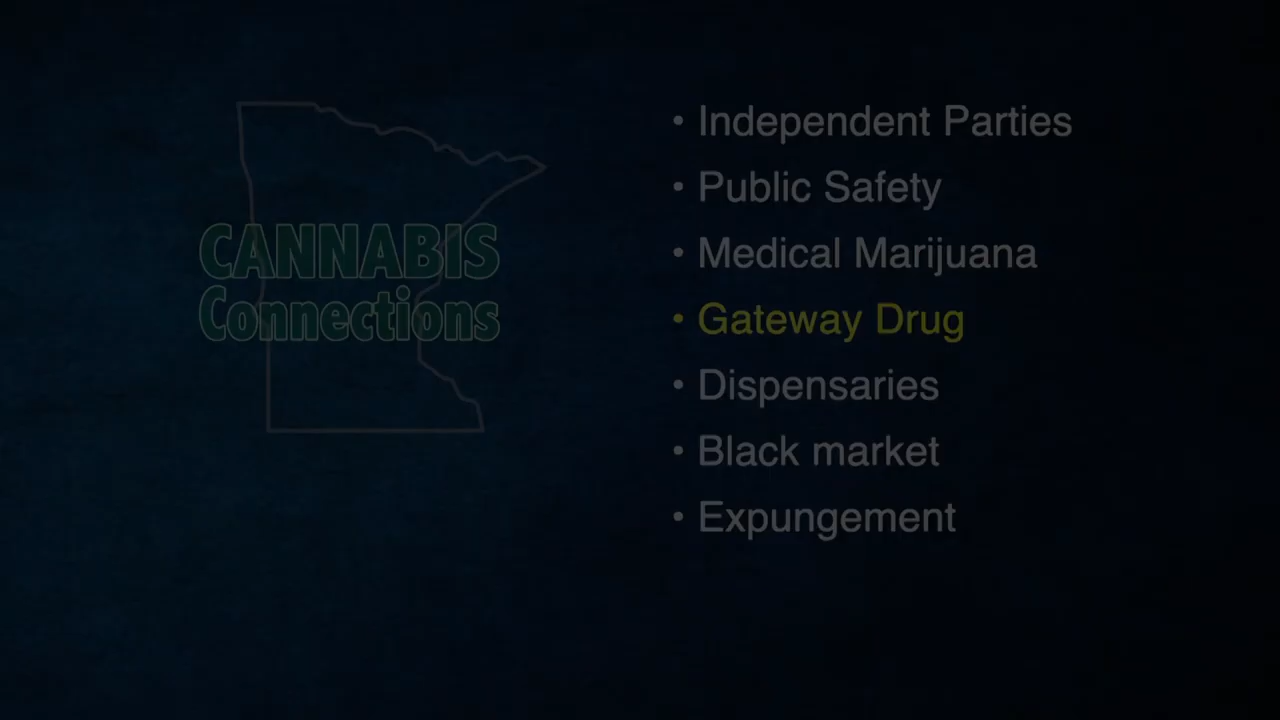 CANNABIS
Connections
• Independent Parties
• Public Safety
• Medical Marijuana
• Gateway Drug
• Dispensaries
• Black market
• Expungement